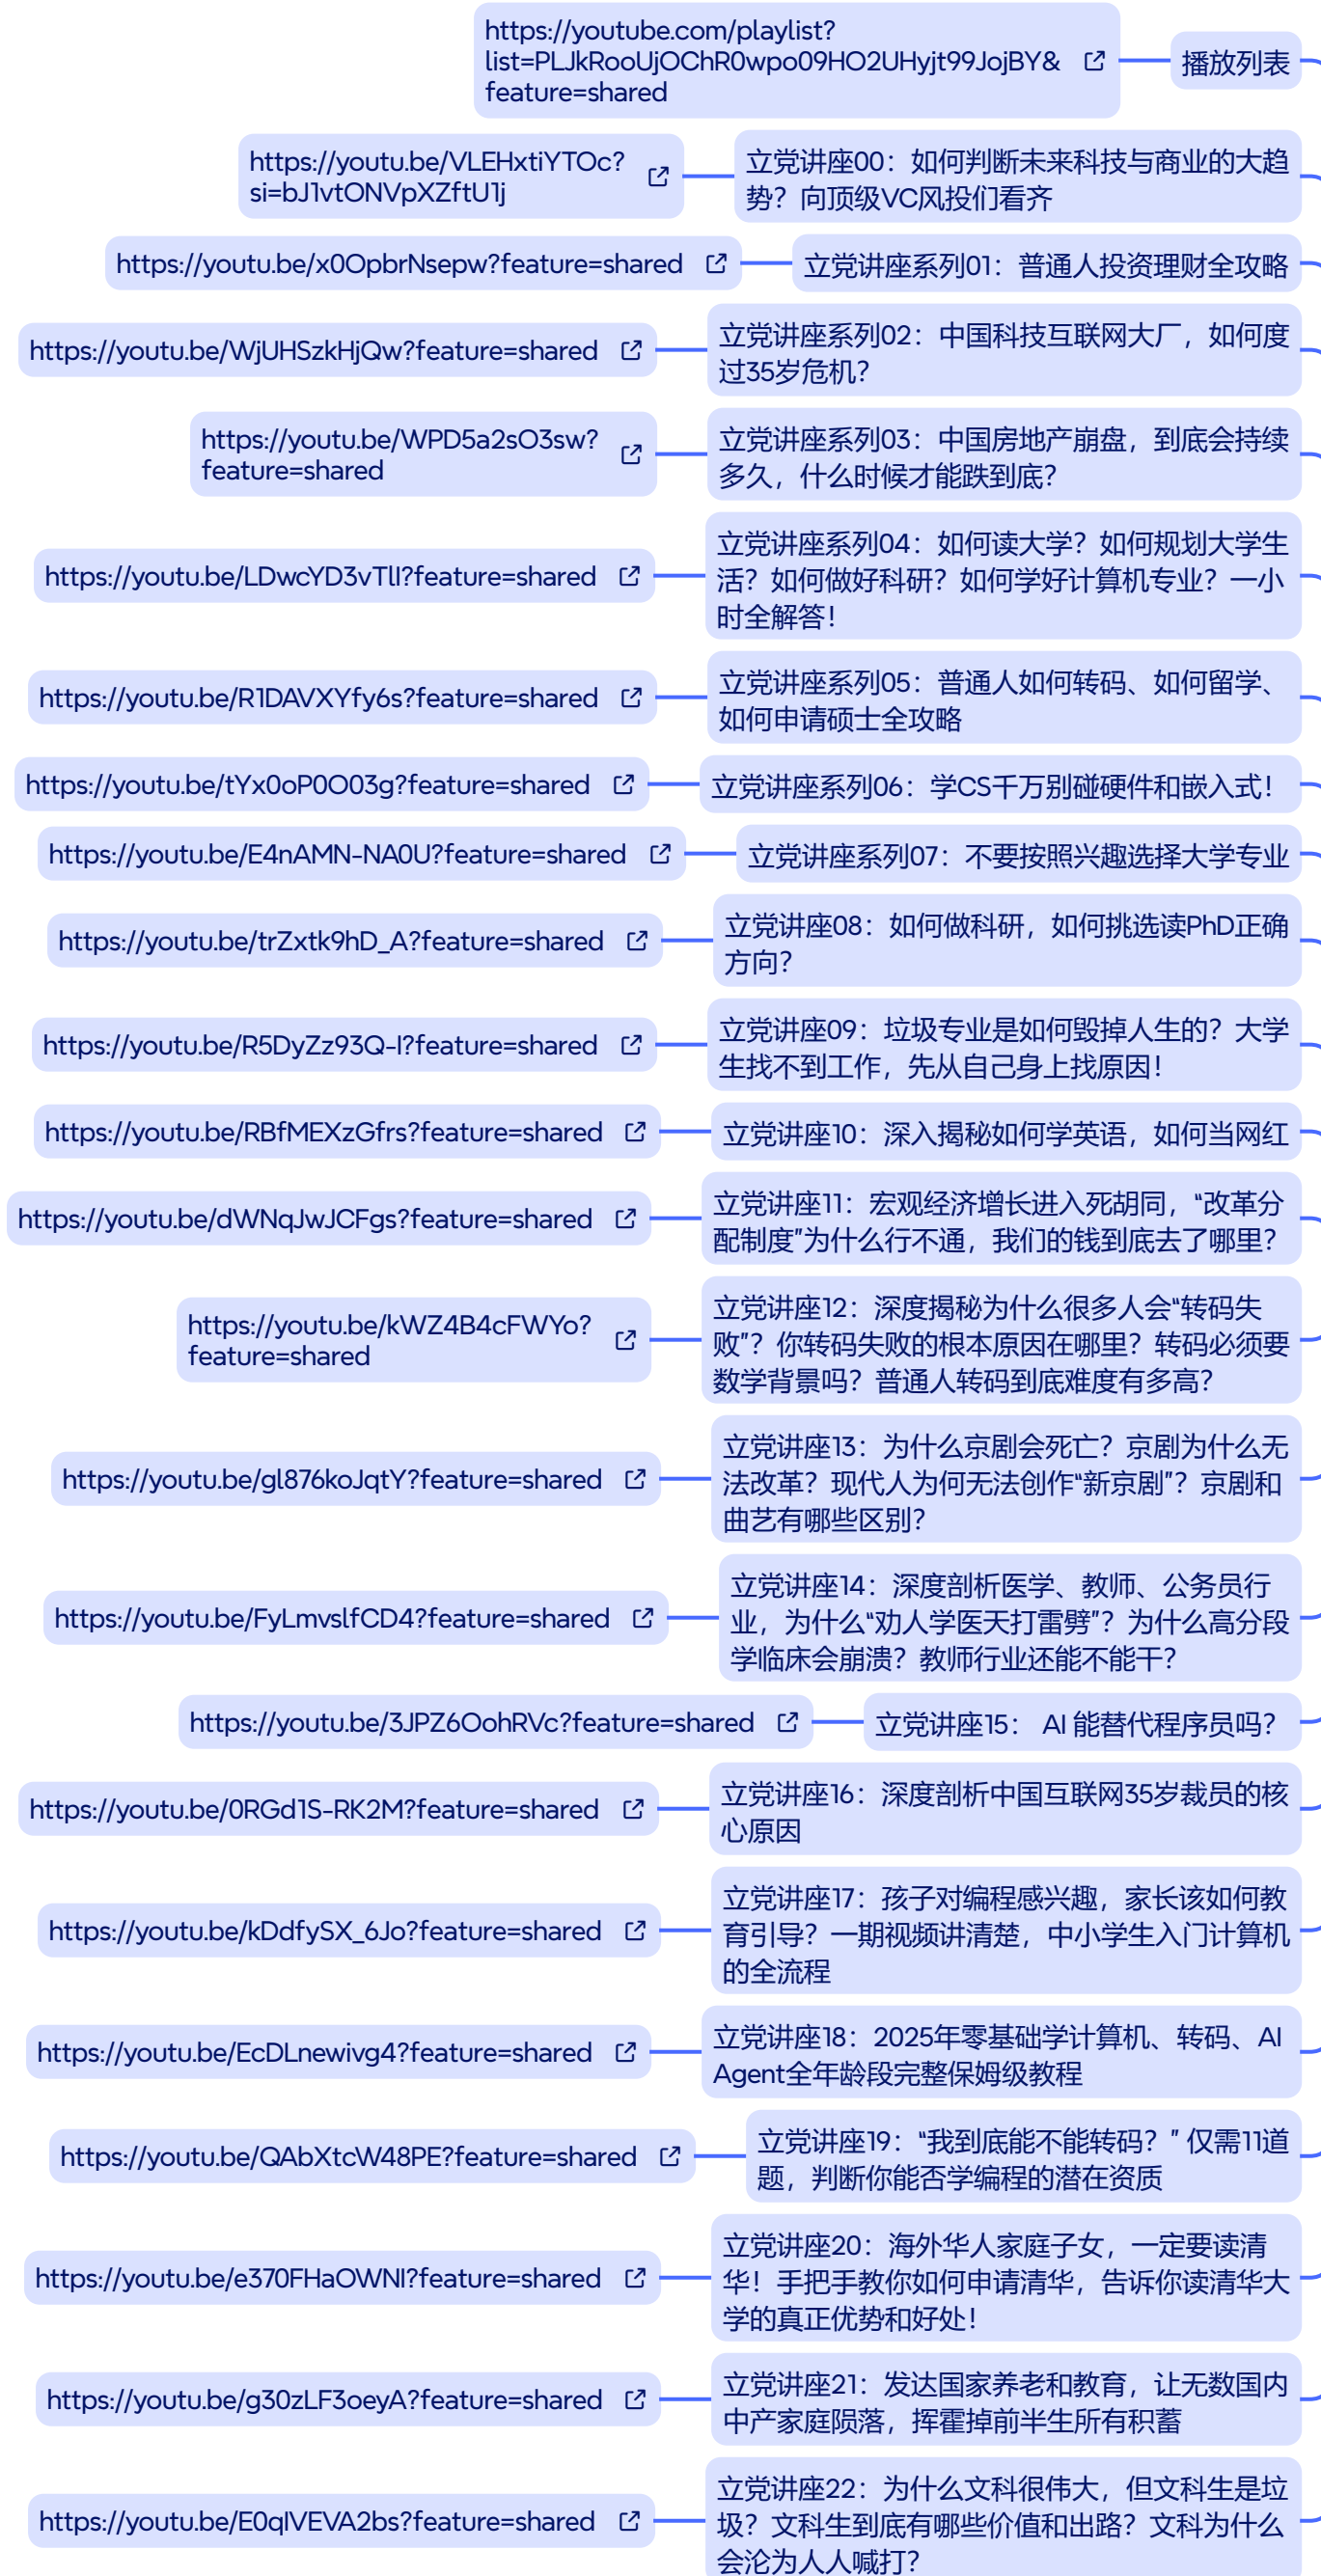 https://youtube.com/playlist?
list=PLJkRooUjOChR0wpo09HO2UHyjt99JojBY&
feature=shared
播放列表
https://youtu.be/VLEHxtiYTOc?
si=bJ1vtONVpXZftU1j
立党讲座00：如何判断未来科技与商业的大趋
势？向顶级VC风投们看齐
https://youtu.be/x0OpbrNsepw?feature=shared
立党讲座系列01：普通人投资理财全攻略
https://youtu.be/WjUHSzkHjQw?feature=shared
立党讲座系列02：中国科技互联网大厂，如何度
过35岁危机？
https://youtu.be/WPD5a2sO3sw?
feature=shared
立党讲座系列03：中国房地产崩盘，到底会持续
多久，什么时候才能跌到底？
https://youtu.be/LDwcYD3vTlI?feature=shared
立党讲座系列04：如何读大学？如何规划大学生
活？如何做好科研？如何学好计算机专业？一小
时全解答！
https://youtu.be/R1DAVXYfy6s?feature=shared
立党讲座系列05：普通人如何转码、如何留学、
如何申请硕士全攻略
https://youtu.be/tYx0oP0O03g?feature=shared
立党讲座系列06：学CS千万别碰硬件和嵌入式！
https://youtu.be/E4nAMN-NA0U?feature=shared
立党讲座系列07：不要按照兴趣选择大学专业
https://youtu.be/trZxtk9hD_A?feature=shared
立党讲座08：如何做科研，如何挑选读PhD正确
方向？
https://youtu.be/R5DyZz93Q-I?feature=shared
立党讲座09：垃圾专业是如何毁掉人生的？大学
生找不到工作，先从自己身上找原因！
https://youtu.be/RBfMEXzGfrs?feature=shared
立党讲座10：深入揭秘如何学英语，如何当网红
https://youtu.be/dWNqJwJCFgs?feature=shared
立党讲座11：宏观经济增长进入死胡同，“改革分
配制度”为什么行不通，我们的钱到底去了哪里？
https://youtu.be/kWZ4B4cFWYo?
feature=shared
立党讲座12：深度揭秘为什么很多人会“转码失
败”？你转码失败的根本原因在哪里？转码必须要
数学背景吗？普通人转码到底难度有多高？
https://youtu.be/gl876koJqtY?feature=shared
立党讲座13：为什么京剧会死亡？京剧为什么无
法改革？现代人为何无法创作“新京剧”？京剧和
曲艺有哪些区别？
https://youtu.be/FyLmvslfCD4?feature=shared
立党讲座14：深度剖析医学、教师、公务员行
业，为什么“劝人学医天打雷劈”？为什么高分段
学临床会崩溃？教师行业还能不能干？
https://youtu.be/3JPZ6OohRVc?feature=shared
立党讲座15： AI 能替代程序员吗？
https://youtu.be/0RGd1S-RK2M?feature=shared
立党讲座16：深度剖析中国互联网35岁裁员的核
心原因
https://youtu.be/kDdfySX_6Jo?feature=shared
立党讲座17：孩子对编程感兴趣，家长该如何教
育引导？一期视频讲清楚，中小学生入门计算机
的全流程
https://youtu.be/EcDLnewivg4?feature=shared
立党讲座18：2025年零基础学计算机、转码、AI
Agent全年龄段完整保姆级教程
https://youtu.be/QAbXtcW48PE?feature=shared
立党讲座19：“我到底能不能转码？” 仅需11道
题，判断你能否学编程的潜在资质
https://youtu.be/e370FHaOWNI?feature=shared
立党讲座20：海外华人家庭子女，一定要读清
华！手把手教你如何申请清华，告诉你读清华大
学的真正优势和好处！
https://youtu.be/g30zLF3oeyA?feature=shared
立党讲座21：发达国家养老和教育，让无数国内
中产家庭陨落，挥霍掉前半生所有积蓄
https://youtu.be/E0qIVEVA2bs?feature=shared
立党讲座22：为什么文科很伟大，但文科生是垃
圾？文科生到底有哪些价值和出路？文科为什么
会沦为人人喊打？